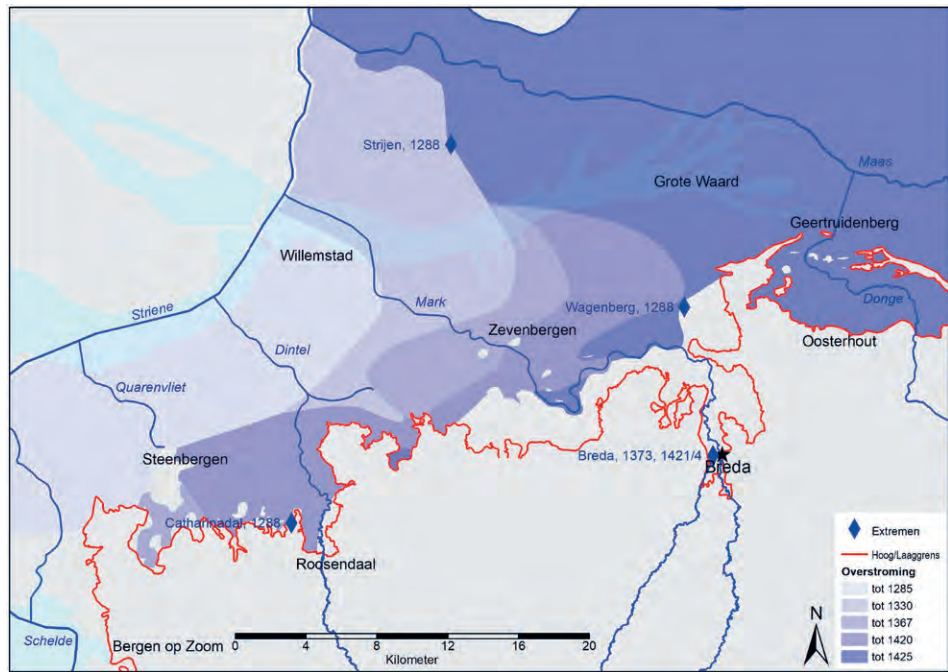 Strijen, 1288
Maas
Grote Waard
Geertruidenberg
Willemstad
Wagenberg, 1288
Donge
Striene
Mark
Zevenbergen
Oosterhout
Dintel
Quarenvliet
Steenbergen
Breda, 1373, 1421/4
Breda
Catharinadal, 1288
Roosendaal
Schelde
Bergen op Zoom
0 4 8 12 16 20
Kilometer
N
Extremen
Hoog/Laaggrens
Overstroming
tot 1285
tot 1330
tot 1367
tot 1420
tot 1425